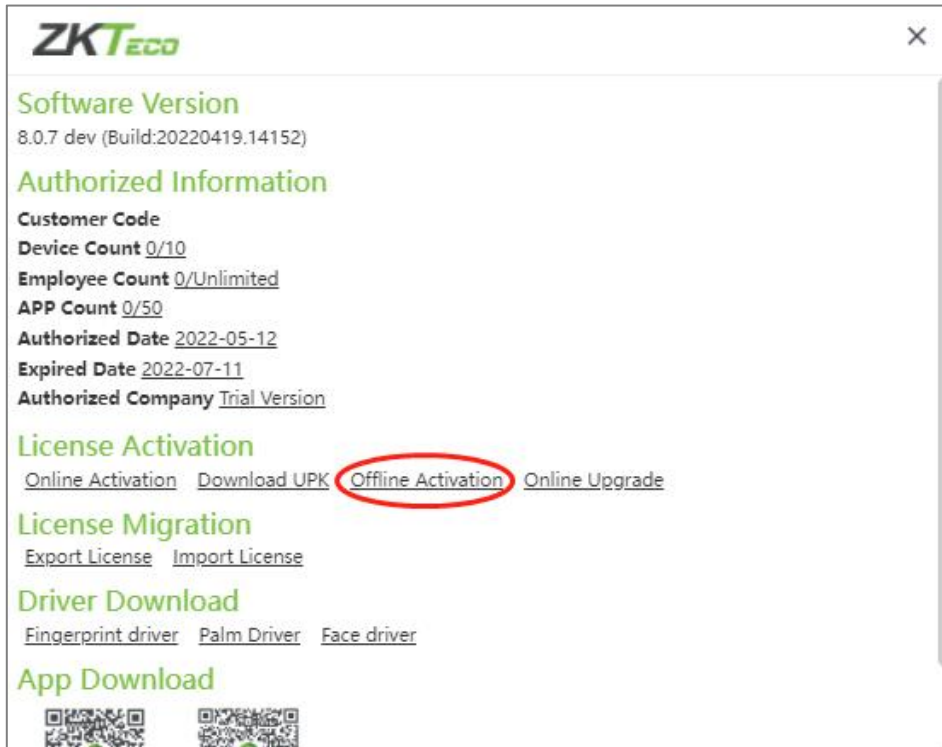 ZKTeco
Software Version
8.0.7 dev (Build:20220419.14152)
Authorized Information
Customer Code
Device Count 0/10
Employee Count 0/Unlimited
APP Count 0/50
Authorized Date 2022-05-12
Expired Date 2022-07-11
Authorized Company Trial Version
License Activation
Online Activation Download UPK Offline Activation Online Upgrade
License Migration
Export License Import License
Driver Download
Fingerprint driver Palm Driver Face driver
App Download